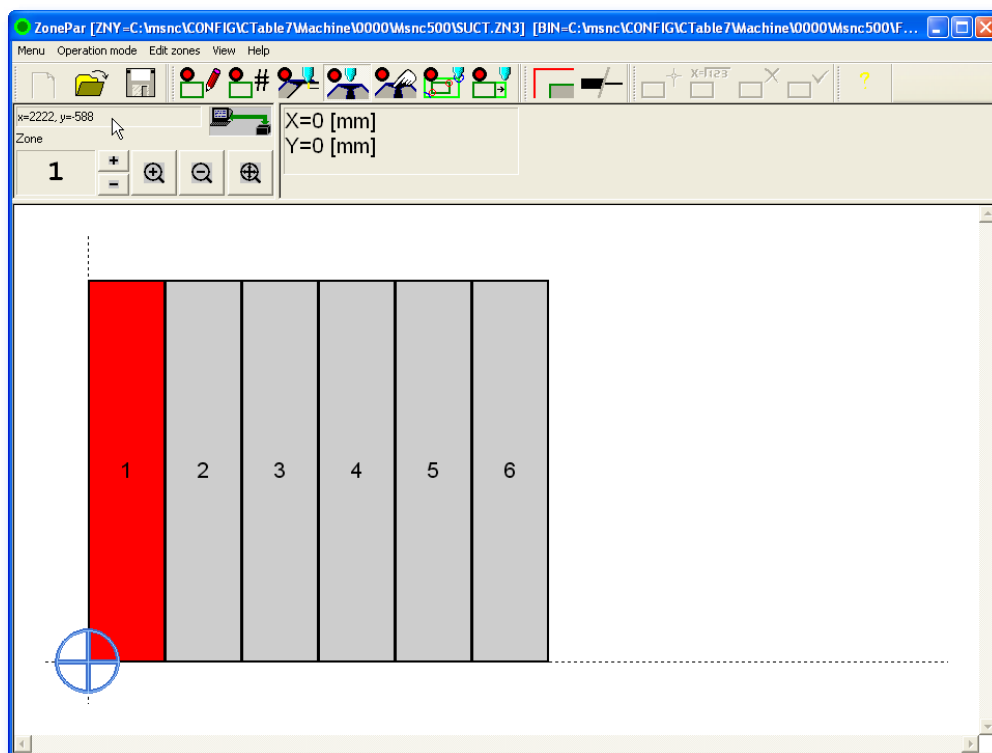 ZonePar [ZNY=C:\msnc\CONFIG\CTable7\Machine\0000\Msnc500\SUCT.ZN3] [BIN=C:\msnc\CONFIG\CTable7\Machine\0000\Msnc500\F...
Menu Operation mode Edit zones View Help
# X=√123 ?
x=2222, y=-588
X=0 [mm]
Zone
Y=0 [mm]
1 + -
1 2 3 4 5 6